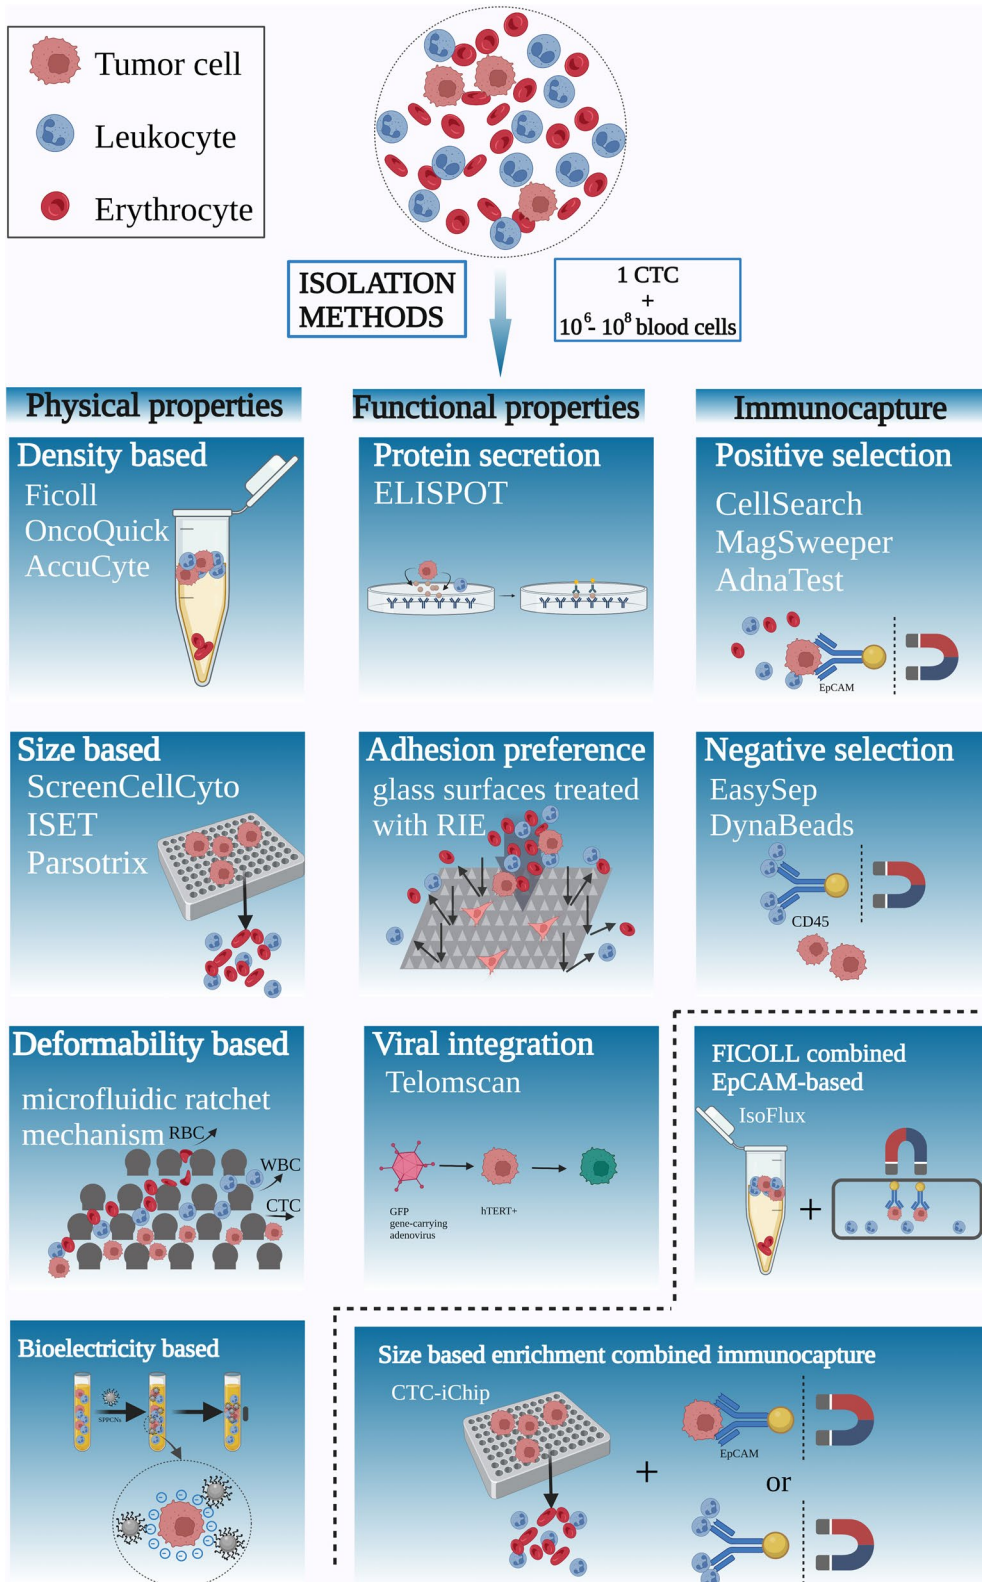 Tumor cell
Leukocyte
Erythrocyte
ISOLATION
METHODS
1 CTC
+
10⁶- 10⁸ blood cells
Physical properties
Functional properties
Immunocapture
Density based
Ficoll
OncoQuick
AccuCyte
Protein secretion
ELISPOT
Positive selection
CellSearch
MagSweeper
AdnaTest
EpCAM
Size based
ScreenCellCyto
ISET
Parsotrix
Adhesion preference
glass surfaces treated
with RIE
Negative selection
EasySep
DynaBeads
CD45
Deformability based
microfluidic ratchet
mechanism
RBC
WBC
CTC
Viral integration
Telomscan
GFP
gene-carrying
adenovirus
hTERT+
FICOLL combined
EpCAM-based
IsoFlux
+
Bioelectricity based
SPPCNs
Size based enrichment combined immunocapture
CTC-iChip
+
EpCAM
or